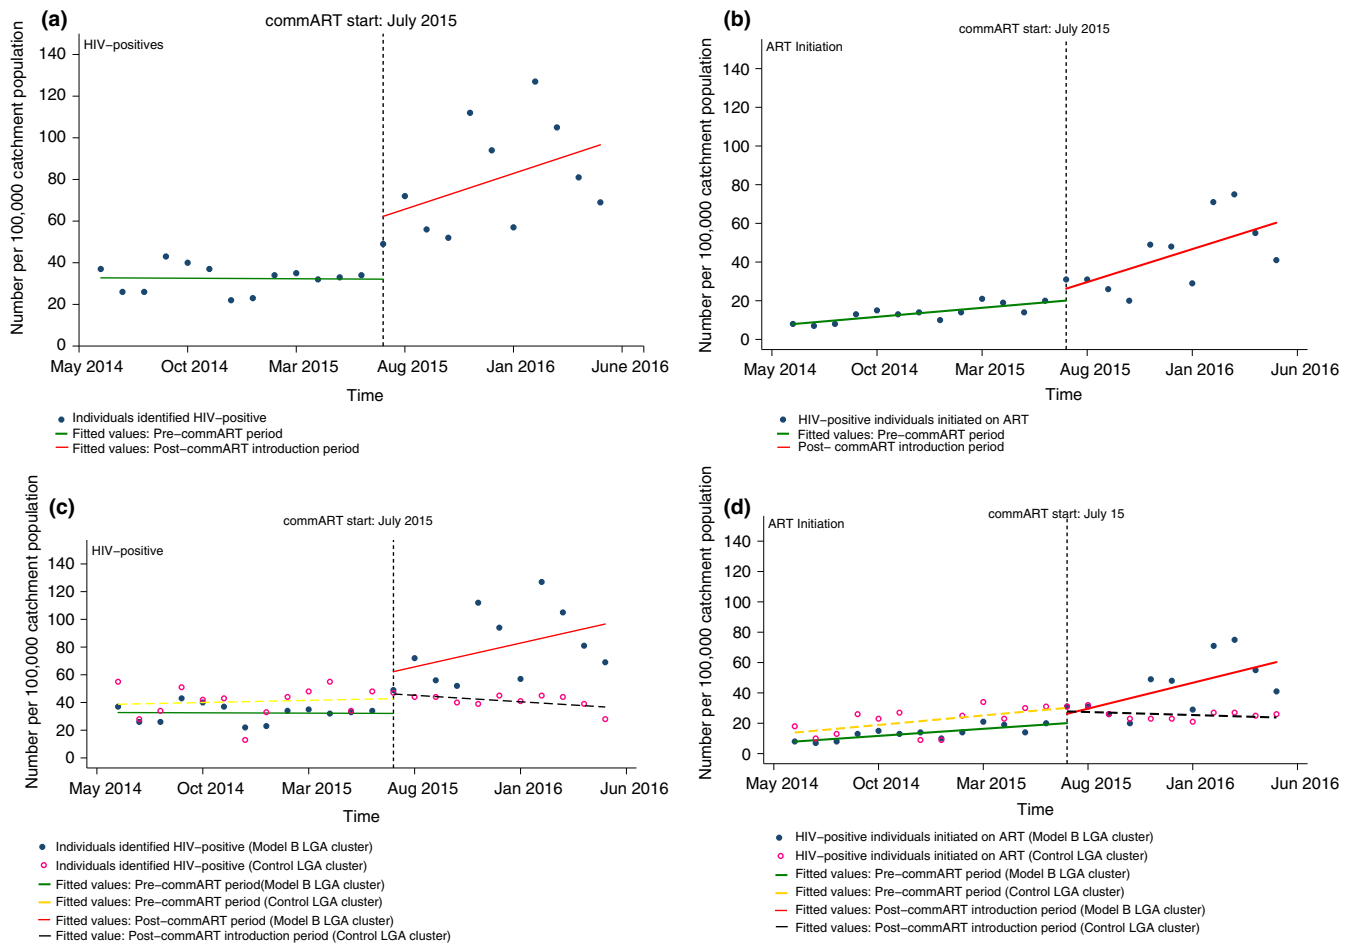 (a)
commART start: July 2015
HIV–positives
Number per 100,000 catchment population
140
120
100
80
60
40
20
0
May 2014 Oct 2014 Mar 2015 Aug 2015 Jan 2016 June 2016
Time
Individuals identified HIV–positive
Fitted values: Pre–commART period
Fitted values: Post–commART introduction period
(b)
commART start: July 2015
ART Initiation
Number per 100,000 catchment population
140
120
100
80
60
40
20
0
May 2014 Oct 2014 Mar 2015 Aug 2015 Jan 2016 Jun 2016
Time
HIV–positive individuals initiated on ART
Fitted values: Pre–commART period
Post– commART introduction period
(c)
commART start: July 2015
HIV–positive
Number per 100,000 catchment population
140
120
100
80
60
40
20
0
May 2014 Oct 2014 Mar 2015 Aug 2015 Jan 2016 Jun 2016
Time
Individuals identified HIV–positive (Model B LGA cluster)
Individuals identified HIV–positive (Control LGA cluster)
Fitted values: Pre–commART period(Model B LGA cluster)
Fitted values: Pre–commART period (Control LGA cluster)
Fitted values: Post–commART period (Model B LGA cluster)
Fitted value: Post–commART introduction period (Control LGA cluster)
(d)
commART start: July 15
ART Initiation
Number per 100,000 catchment population
140
120
100
80
60
40
20
0
May 2014 Oct 2014 Mar 2015 Aug 2015 Jan 2016 Jun 2016
Time
HIV–positive individuals initiated on ART (Model B LGA cluster)
HIV–positive individuals initiated on ART (Control LGA cluster)
Fitted values: Pre–commART period (Model B LGA cluster)
Fitted values: Pre–commART period (Control LGA cluster)
Fitted values: Post–commART introduction period (Model B LGA cluster)
Fitted values: Post–commART introduction period (Control LGA cluster)